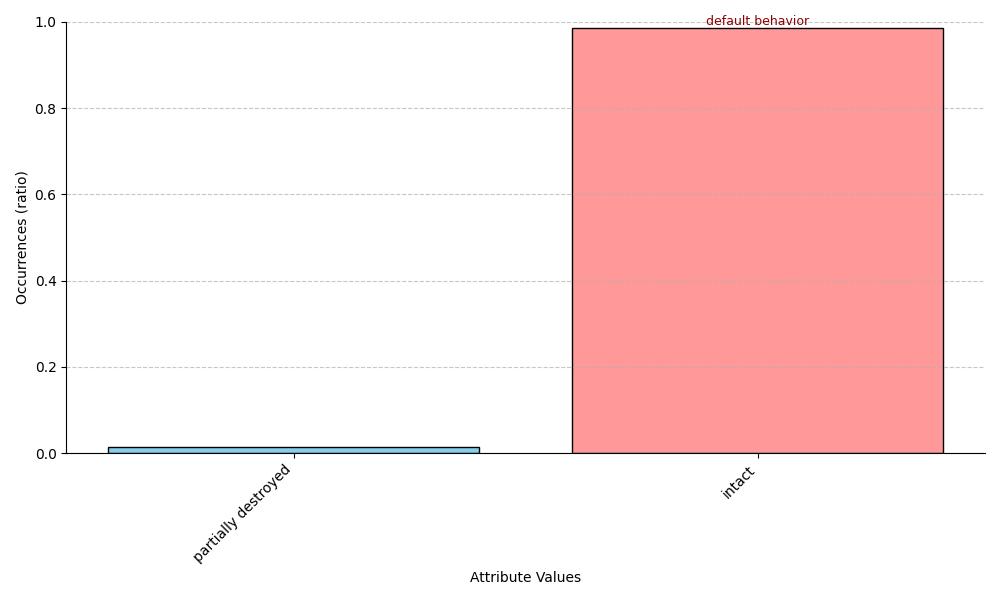 default behavior
1.0
0.8
0.6
0.4
0.2
0.0
Occurrences (ratio)
partially destroyed
intact
Attribute Values